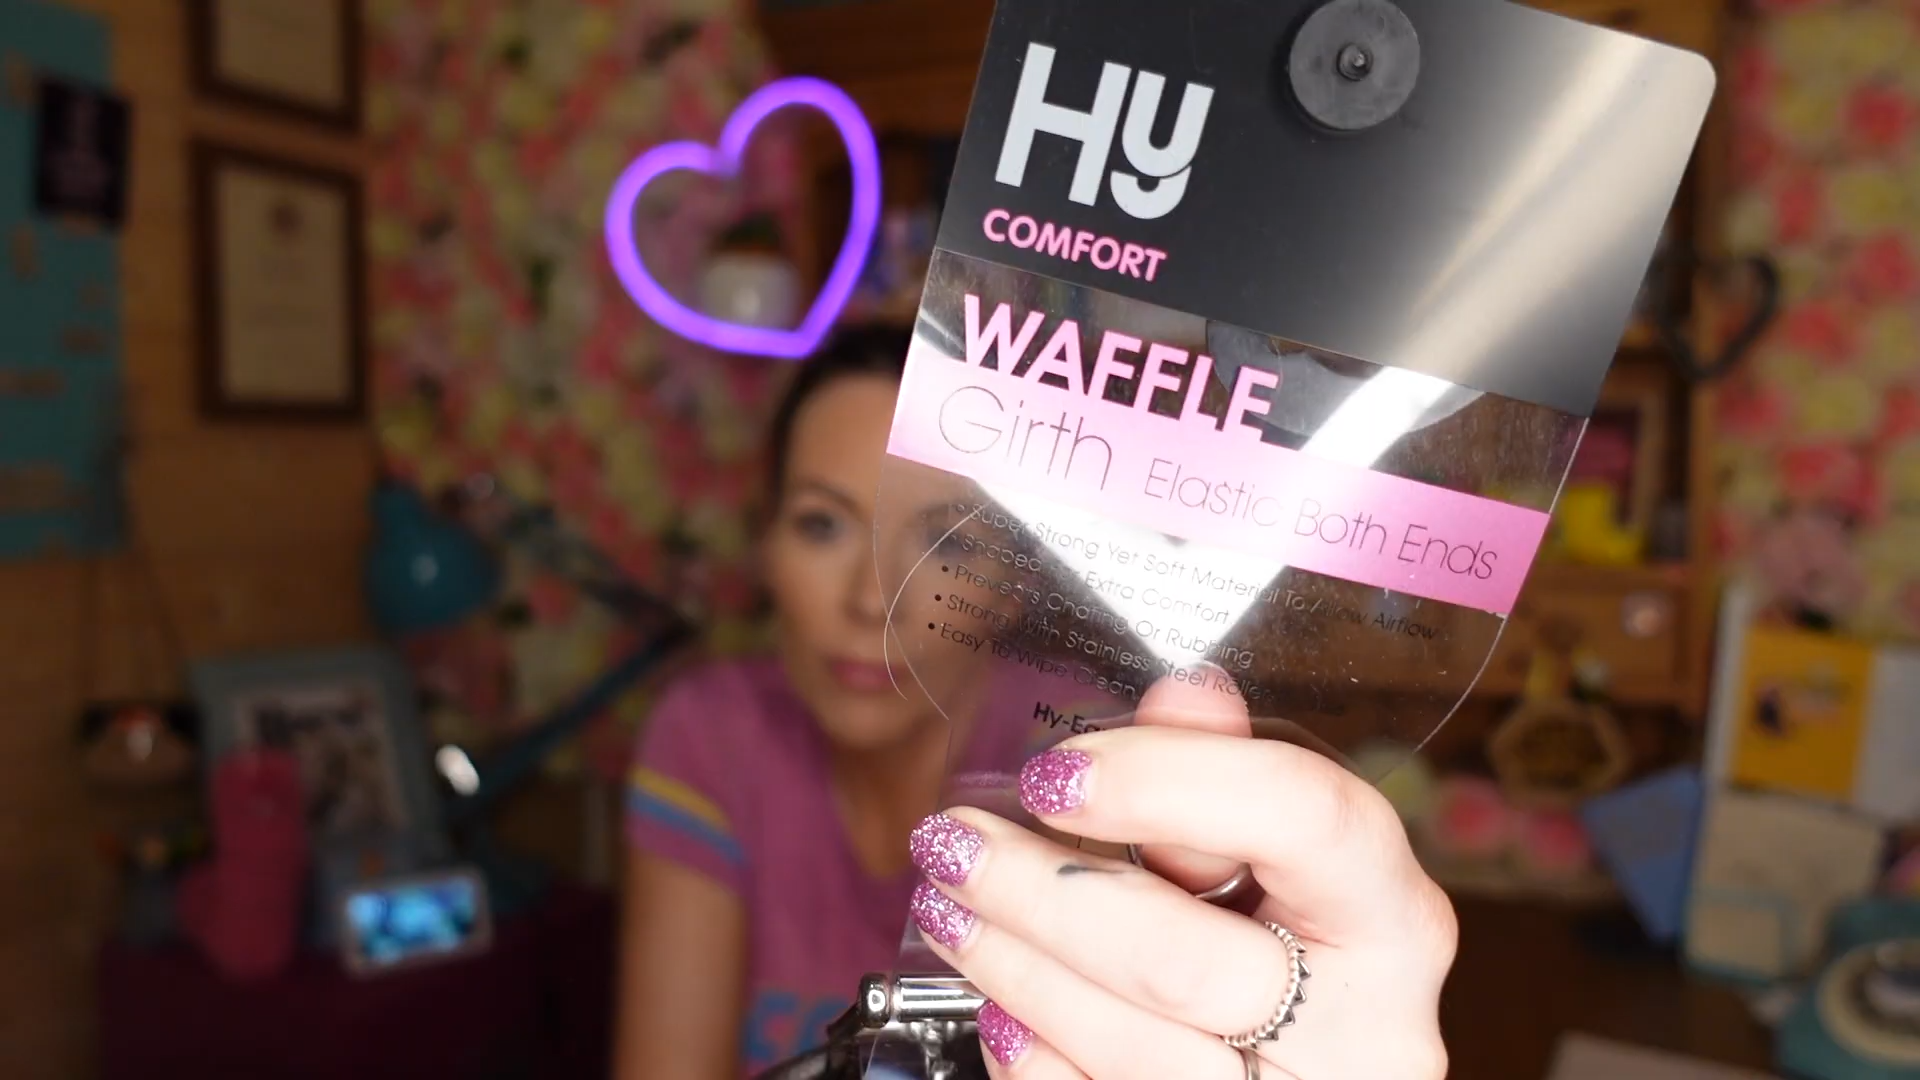 Hy
COMFORT
WAFFLE
Girth Elastic Both Ends
• Super Strong Yet Soft Material To Allow Airflow
• Shaped For Extra Comfort
• Prevents Chafing Or Rubbing
• Strong With Stainless Steel Roller
• Easy To Wipe Clean